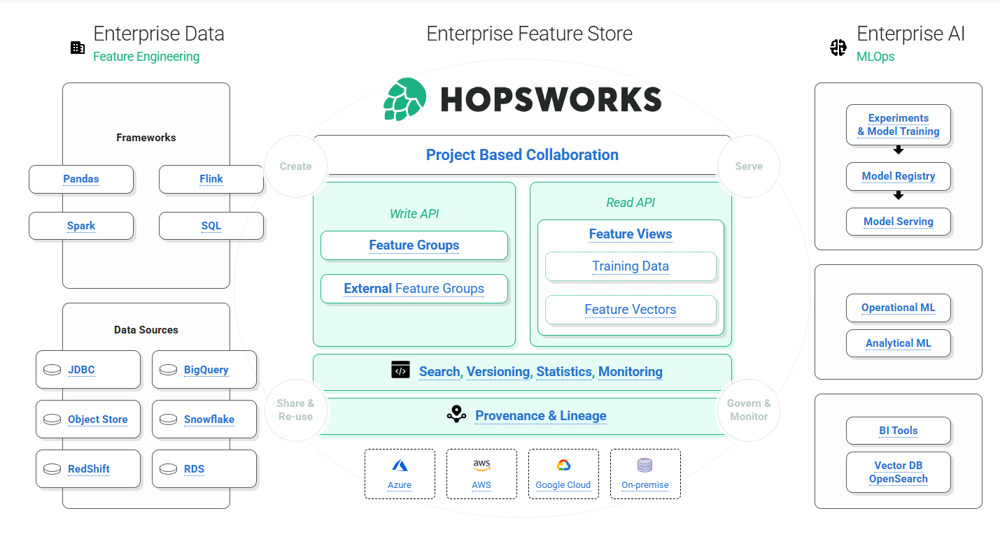 Enterprise Data
Feature Engineering
Frameworks
Pandas
Flink
Spark
SQL
Data Sources
JDBC
BigQuery
Object Store
Snowflake
RedShift
RDS
Enterprise Feature Store
HOPSWORKS
Create
Project Based Collaboration
Serve
Write API
Feature Groups
External Feature Groups
Read API
Feature Views
Training Data
Feature Vectors
Search, Versioning, Statistics, Monitoring
Share &
Re-use
Provenance & Lineage
Govern &
Monitor
Azure
aws
AWS
Google Cloud
On-premise
Enterprise AI
MLOps
Experiments
& Model Training
Model Registry
Model Serving
Operational ML
Analytical ML
BI Tools
Vector DB
OpenSearch